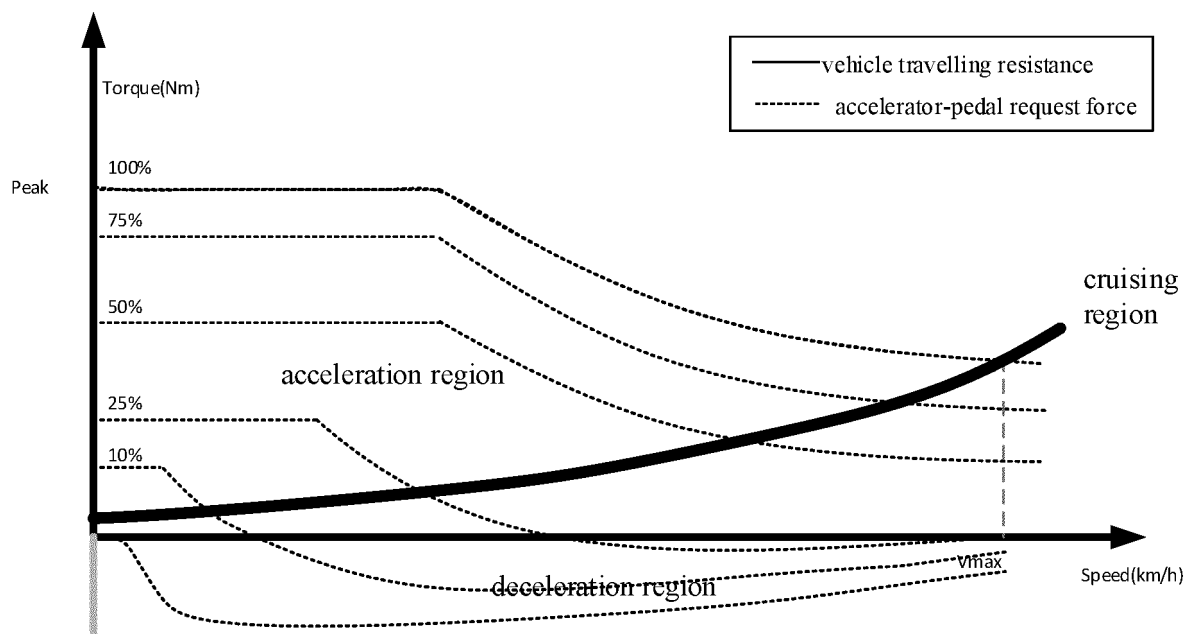 Torque(Nm)
vehicle travelling resistance
accelerator-pedal request force
100%
Peak
75%
50%
cruising
region
acceleration region
25%
10%
Vmax
Speed(km/h)
deceleration region